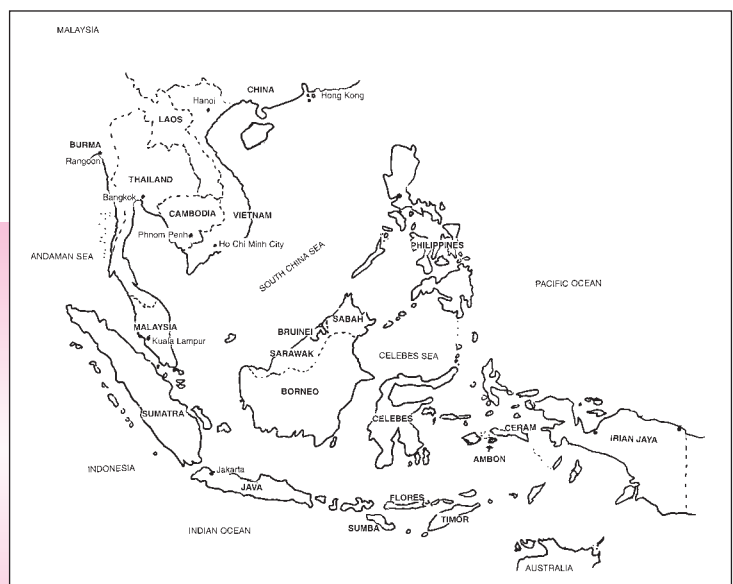 MALAYSIA
CHINA
Hanoi
Hong Kong
LAOS
BURMA
Rangoon
THAILAND
Bangkok
CAMBODIA
VIETNAM
Phnom Penh
Ho Chi Minh City
PHILIPPINES
ANDAMAN SEA
SOUTH CHINA SEA
PACIFIC OCEAN
SABAH
MALAYSIA
BRUNEI
Kuala Lampur
SARAWAK
CELEBES SEA
BORNEO
SUMATRA
CELEBES
CERAM
IRIAN JAYA
AMBON
INDONESIA
Jakarta
JAVA
FLORES
TIMOR
SUMBA
INDIAN OCEAN
AUSTRALIA